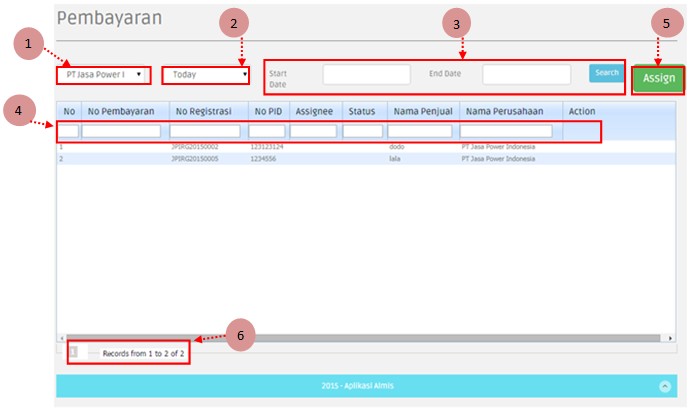 Pembayaran
1
2
3
5
PT Jasa Power I
Today
Start Date
End Date
Search
Assign
4
No No Pembayaran No Registrasi No PID Assignee Status Nama Penjual Nama Perusahaan Action
1 JPIRG20150002 123123124 dodo PT Jasa Power Indonesia
2 JPIRG20150005 1234556 lala PT Jasa Power Indonesia
6
1
Records from 1 to 2 of 2
2015 - Aplikasi Almis